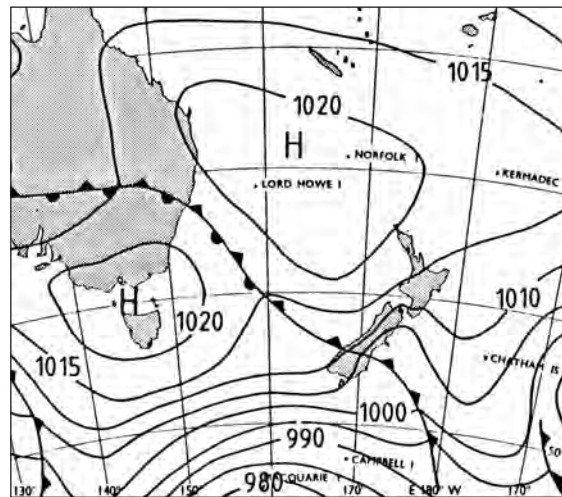 1015
1020
H
NORFOLK I
LORD HOWE I
KERMADEC
H
1020
1010
1015
CHATHAM IS
1000
990
CAMPBELL I
980
QUARIE I
130° 140° 150° 170° E 180° W 170°